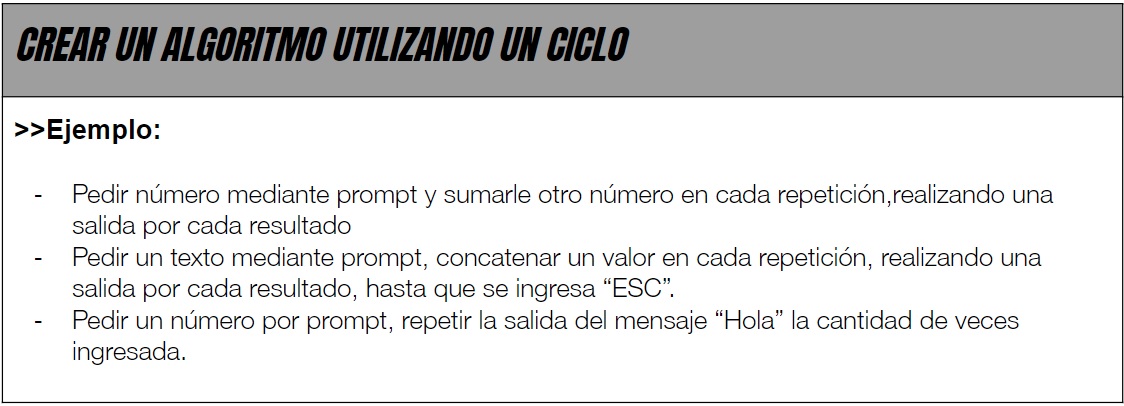 CREAR UN ALGORITMO UTILIZANDO UN CICLO
>>Ejemplo:
- Pedir número mediante prompt y sumarle otro número en cada repetición,realizando una
salida por cada resultado
- Pedir un texto mediante prompt, concatenar un valor en cada repetición, realizando una
salida por cada resultado, hasta que se ingresa “ESC”.
- Pedir un número por prompt, repetir la salida del mensaje “Hola” la cantidad de veces
ingresada.